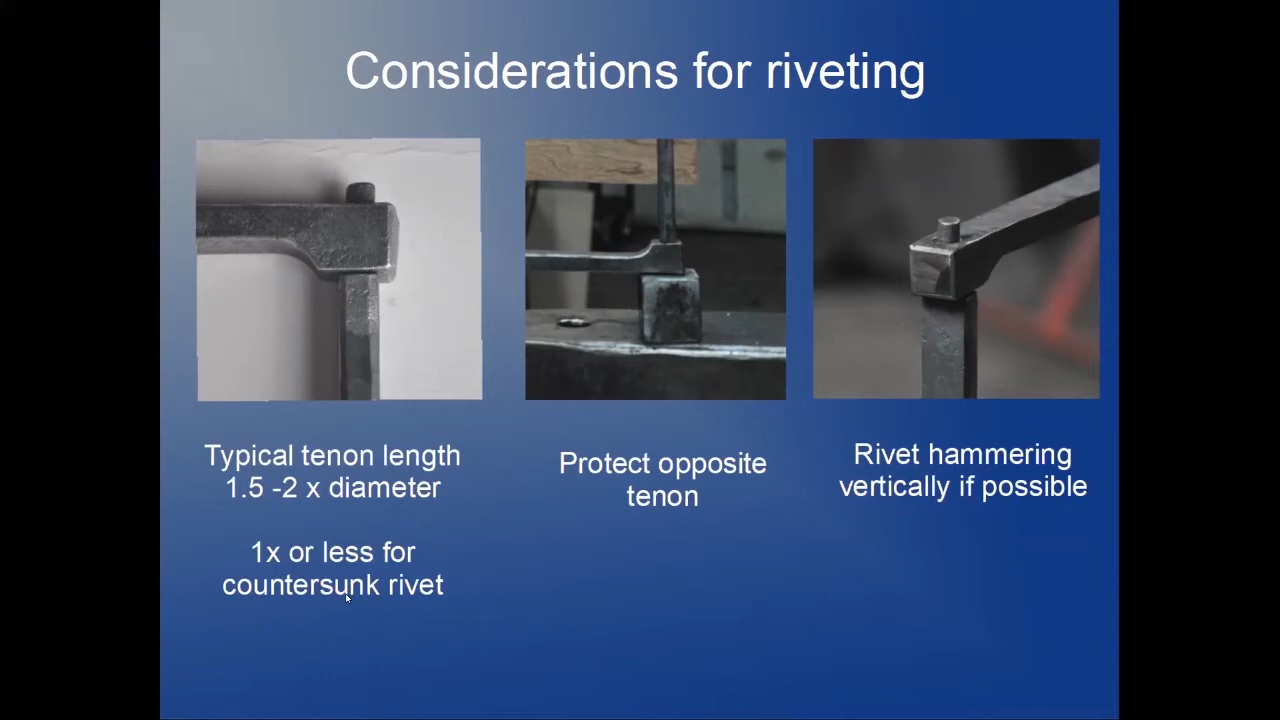 Considerations for riveting
Typical tenon length
1.5 -2 x diameter
1x or less for
countersunk rivet
Protect opposite
tenon
Rivet hammering
vertically if possible